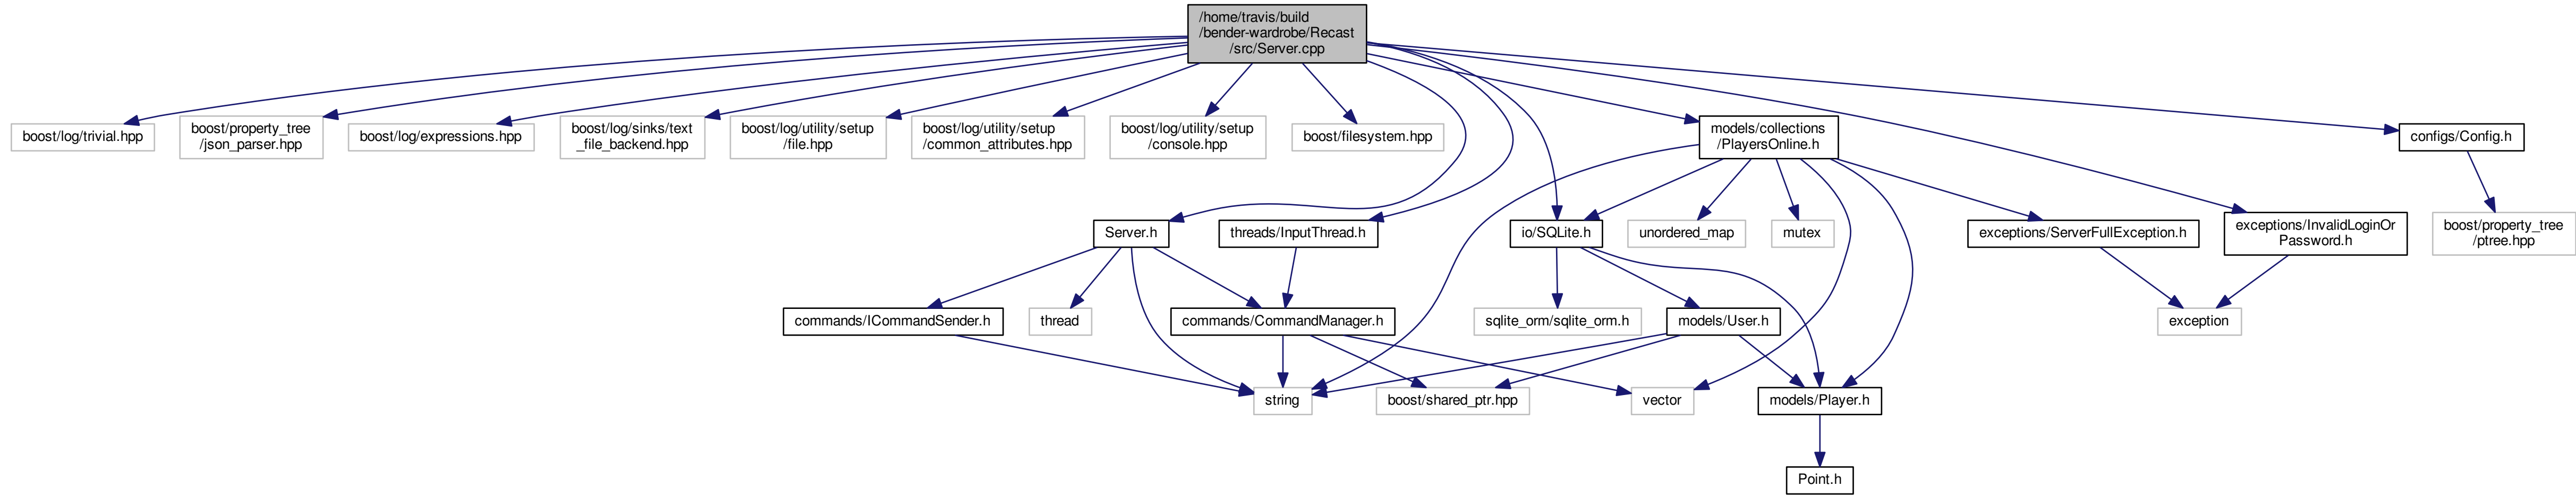 /home/travis/build
/bender-wardrobe/Recast
/src/Server.cpp
boost/log/trivial.hpp
boost/property_tree
/json_parser.hpp
boost/log/expressions.hpp
boost/log/sinks/text
_file_backend.hpp
boost/log/utility/setup
/file.hpp
boost/log/utility/setup
/common_attributes.hpp
boost/log/utility/setup
/console.hpp
boost/filesystem.hpp
models/collections
/PlayersOnline.h
configs/Config.h
Server.h
threads/InputThread.h
io/SQLite.h
unordered_map
mutex
exceptions/ServerFullException.h
exceptions/InvalidLoginOr
Password.h
boost/property_tree
/ptree.hpp
commands/ICommandSender.h
thread
commands/CommandManager.h
sqlite_orm/sqlite_orm.h
models/User.h
exception
string
boost/shared_ptr.hpp
vector
models/Player.h
Point.h